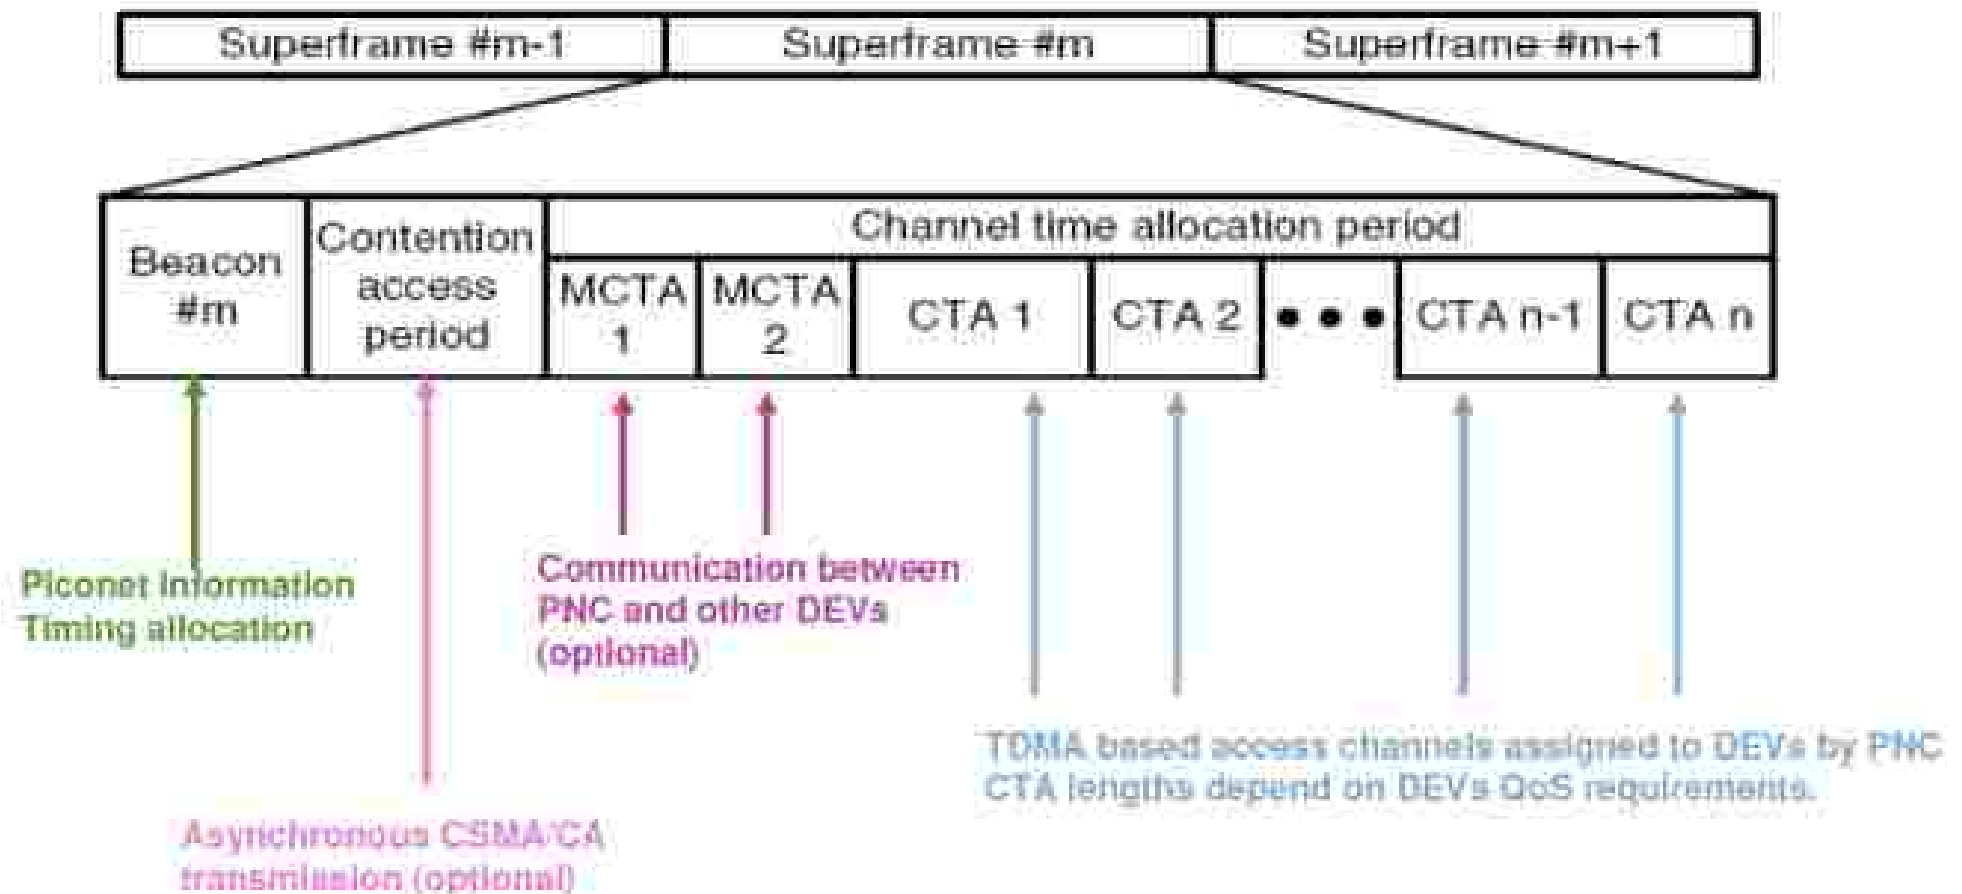 Superframe #m-1
Superframe #m
Superframe #m+1
Beacon
#m
Contention
access
period
Channel time allocation period
MCTA
1
MCTA
2
CTA 1
CTA 2
•••
CTA n-1
CTA n
Piconet Information
Timing allocation
Communication between
PNC and other DEVs
(optional)
TDMA based access channels assigned to DEVs by PNC
CTA lengths depend on DEVs QoS requirements.
Asynchronous CSMA/CA
transmission (optional)